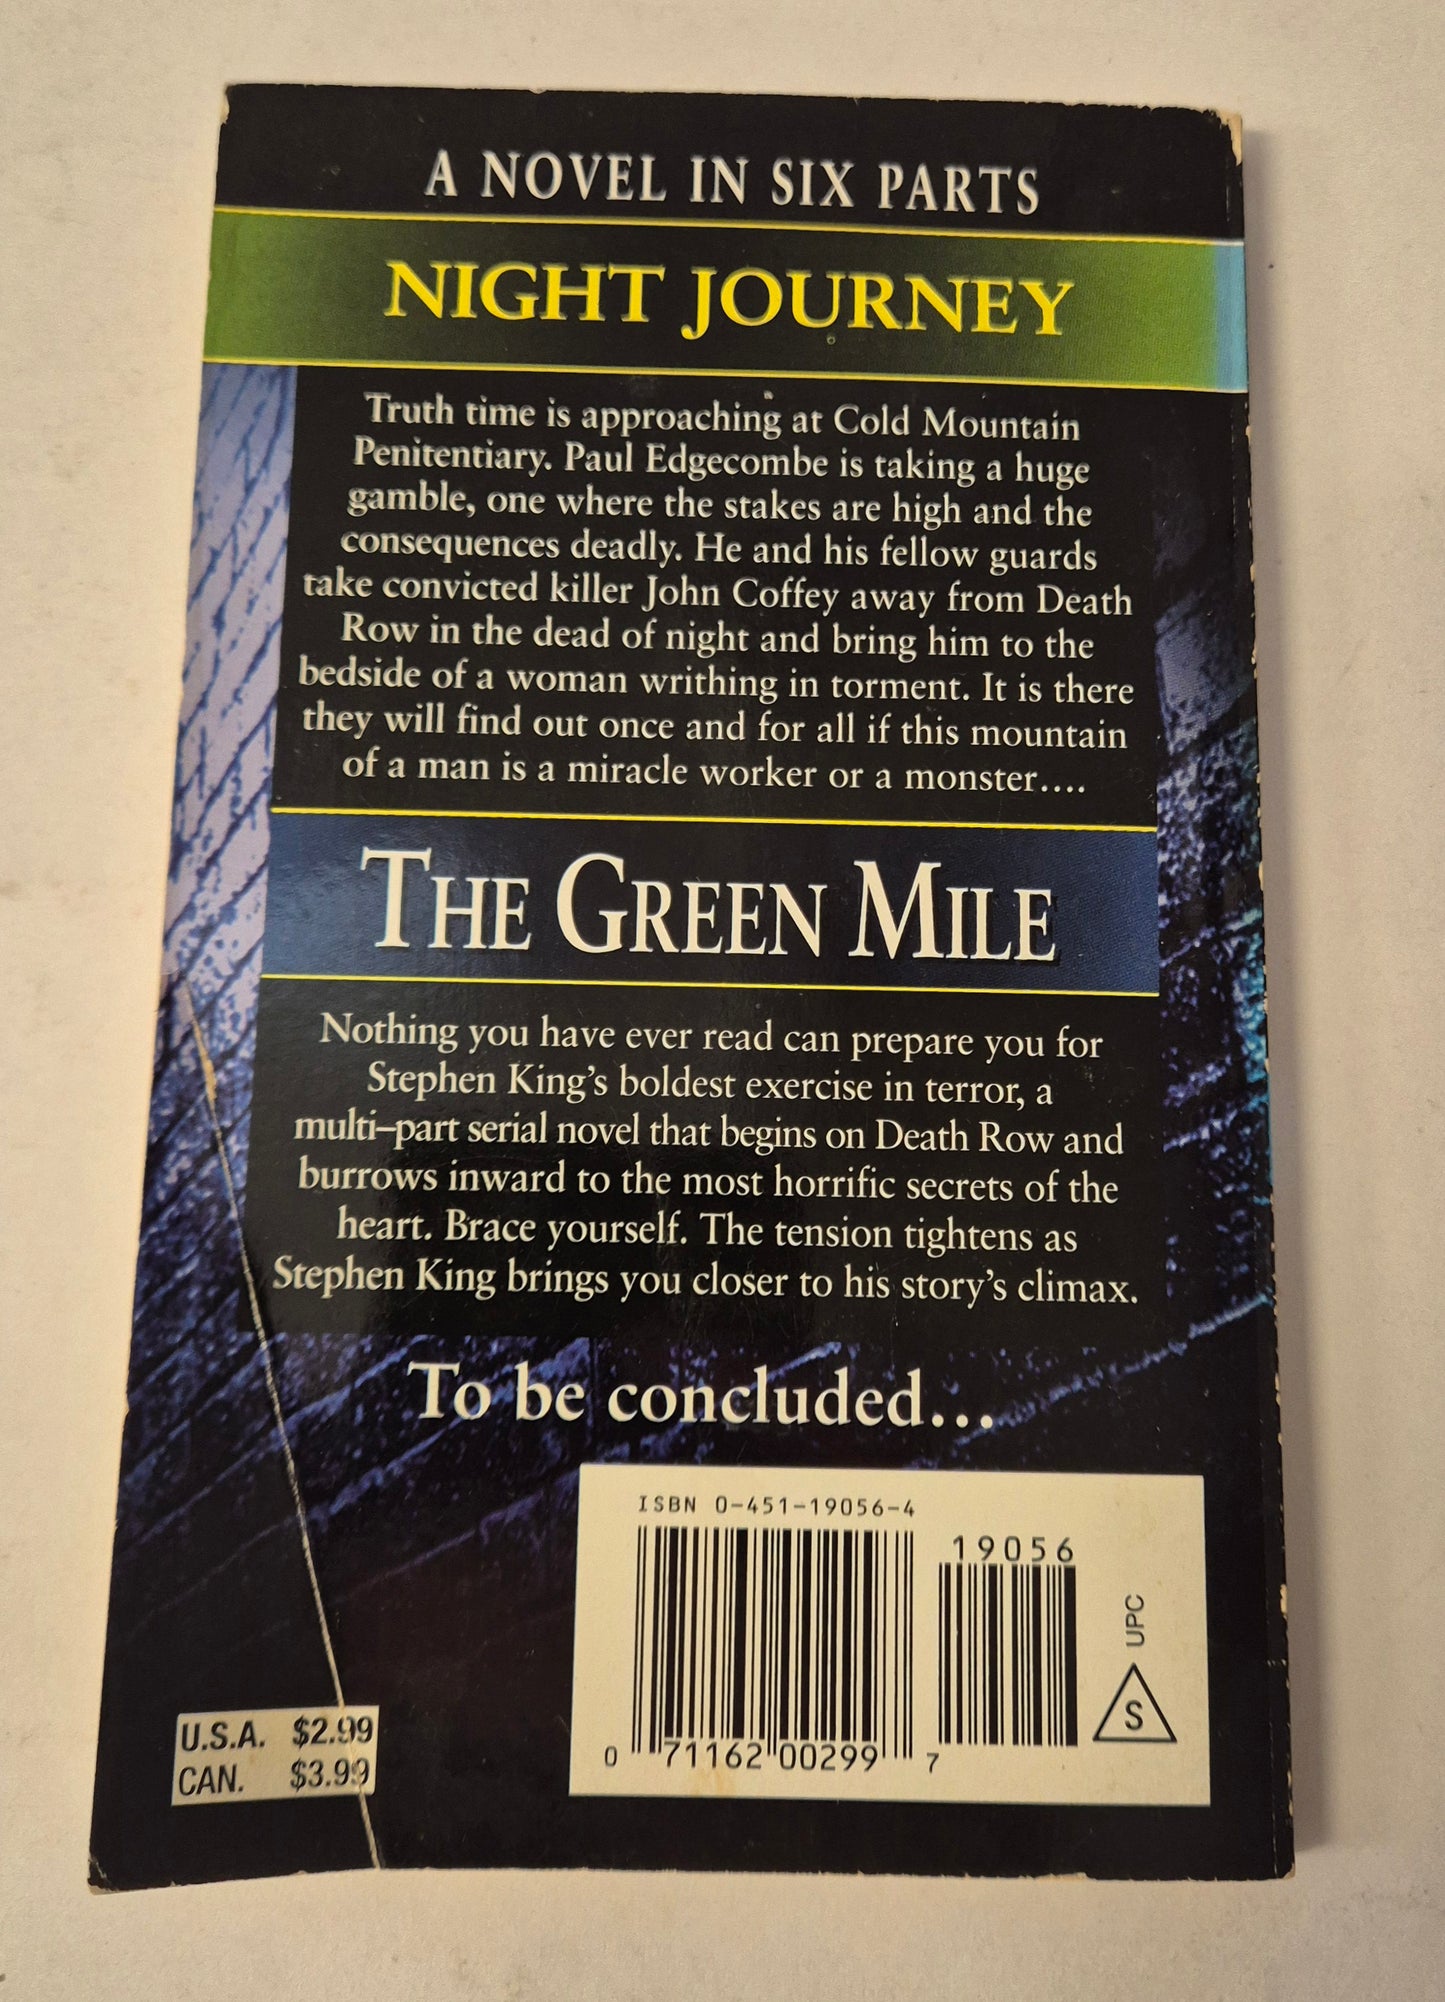 A NOVEL IN SIX PARTS
NIGHT JOURNEY
Truth time is approaching at Cold Mountain
Penitentiary. Paul Edgecombe is taking a huge
gamble, one where the stakes are high and the
consequences deadly. He and his fellow guards
take convicted killer John Coffey away from Death
Row in the dead of night and bring him to the
bedside of a woman writhing in torment. It is there
they will find out once and for all if this mountain
of a man is a miracle worker or a monster....
THE GREEN MILE
Nothing you have ever read can prepare you for
Stephen King's boldest exercise in terror, a
multi–part serial novel that begins on Death Row and
burrows inward to the most horrific secrets of the
heart. Brace yourself. The tension tightens as
Stephen King brings you closer to his story's climax.
To be concluded...
ISBN 0-451-19056-4
19056
UPC
S
0 71162 00299 7
U.S.A. $2.99
CAN. $3.99